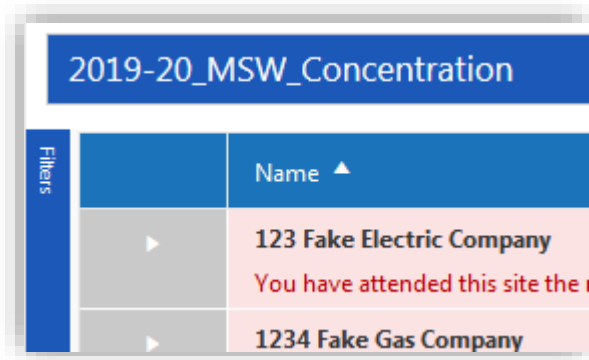 2019-20_MSW_Concentration
Filters
Name ▲
123 Fake Electric Company
You have attended this site the
1234 Fake Gas Company